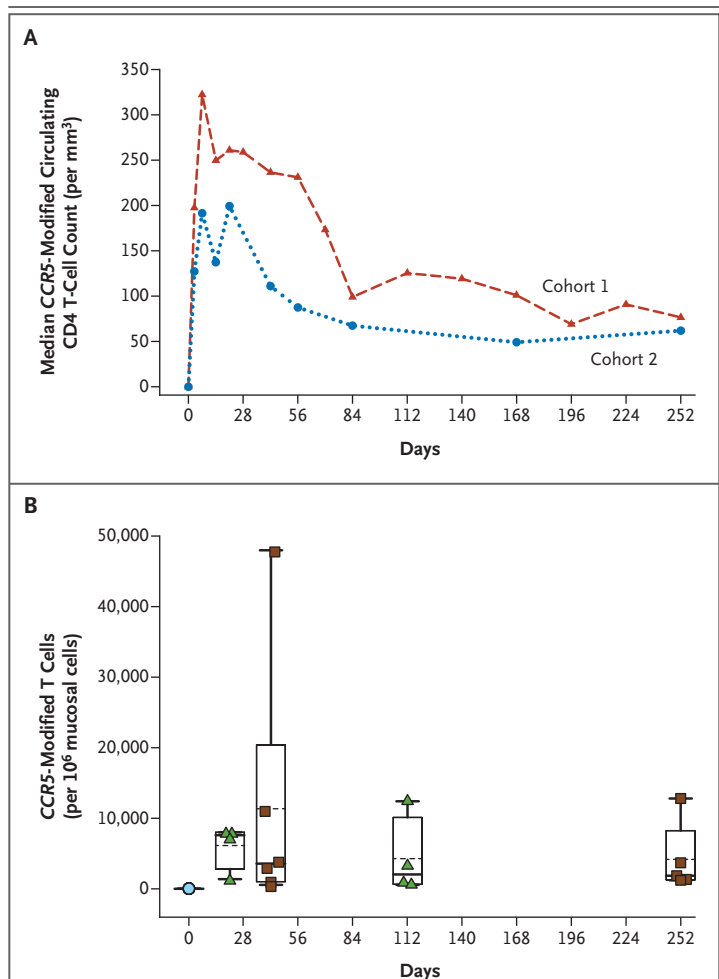 A
Median CCR5-Modified Circulating
CD4 T-Cell Count (per mm³)
350
300
250
200
150
100
50
0
Cohort 1
Cohort 2
0 28 56 84 112 140 168 196 224 252
Days
B
CCR5-Modified T Cells
(per 10⁶ mucosal cells)
50,000
40,000
30,000
20,000
10,000
0
0 28 56 84 112 140 168 196 224 252
Days